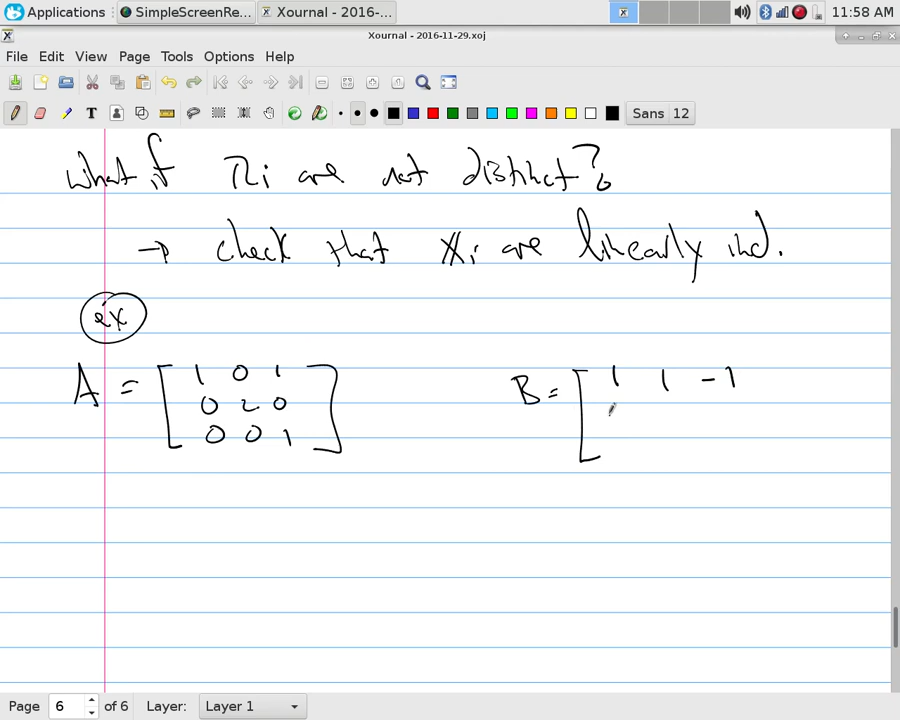 Applications SimpleScreenRe... Xournal - 2016-... 11:58 AM
Xournal - 2016-11-29.xoj
File Edit View Page Tools Options Help
T Sans 12
What if λi are not distinct?
→ check that Xi are linearly ind.
ex
A = [ 1 0 1
0 2 0
0 0 1 ]
B = [ 1 1 -1
Page 6 of 6 Layer: Layer 1